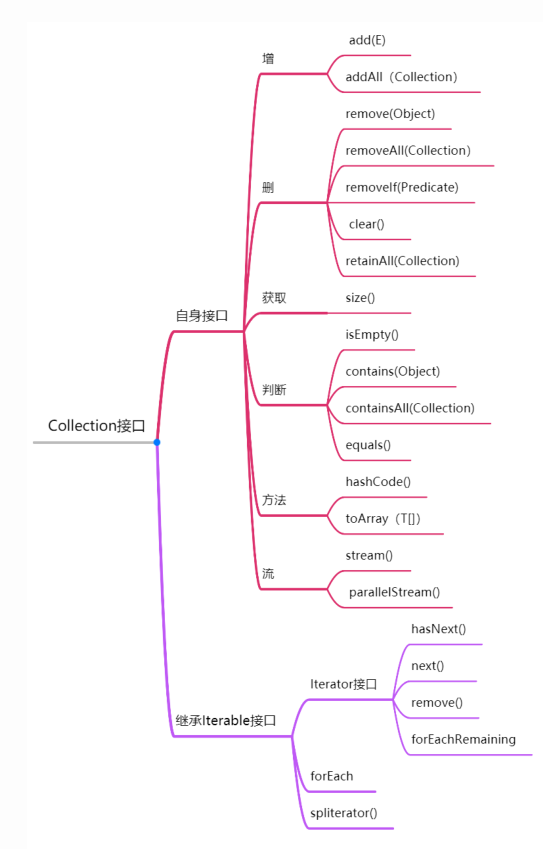 Collection接口
自身接口
增
add(E)
addAll（Collection）
删
remove(Object)
removeAll(Collection）
removeIf(Predicate)
clear()
retainAll(Collection)
获取
size()
判断
isEmpty()
contains(Object)
containsAll(Collection)
equals()
方法
hashCode()
toArray（T[]）
流
stream()
parallelStream()
继承Iterable接口
Iterator接口
hasNext()
next()
remove()
forEachRemaining
forEach
spliterator()